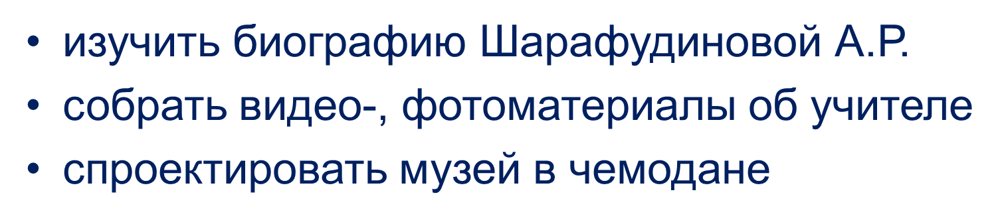 • изучить биографию Шарафудиновой А.Р.
• собрать видео-, фотоматериалы об учителе
• спроектировать музей в чемодане